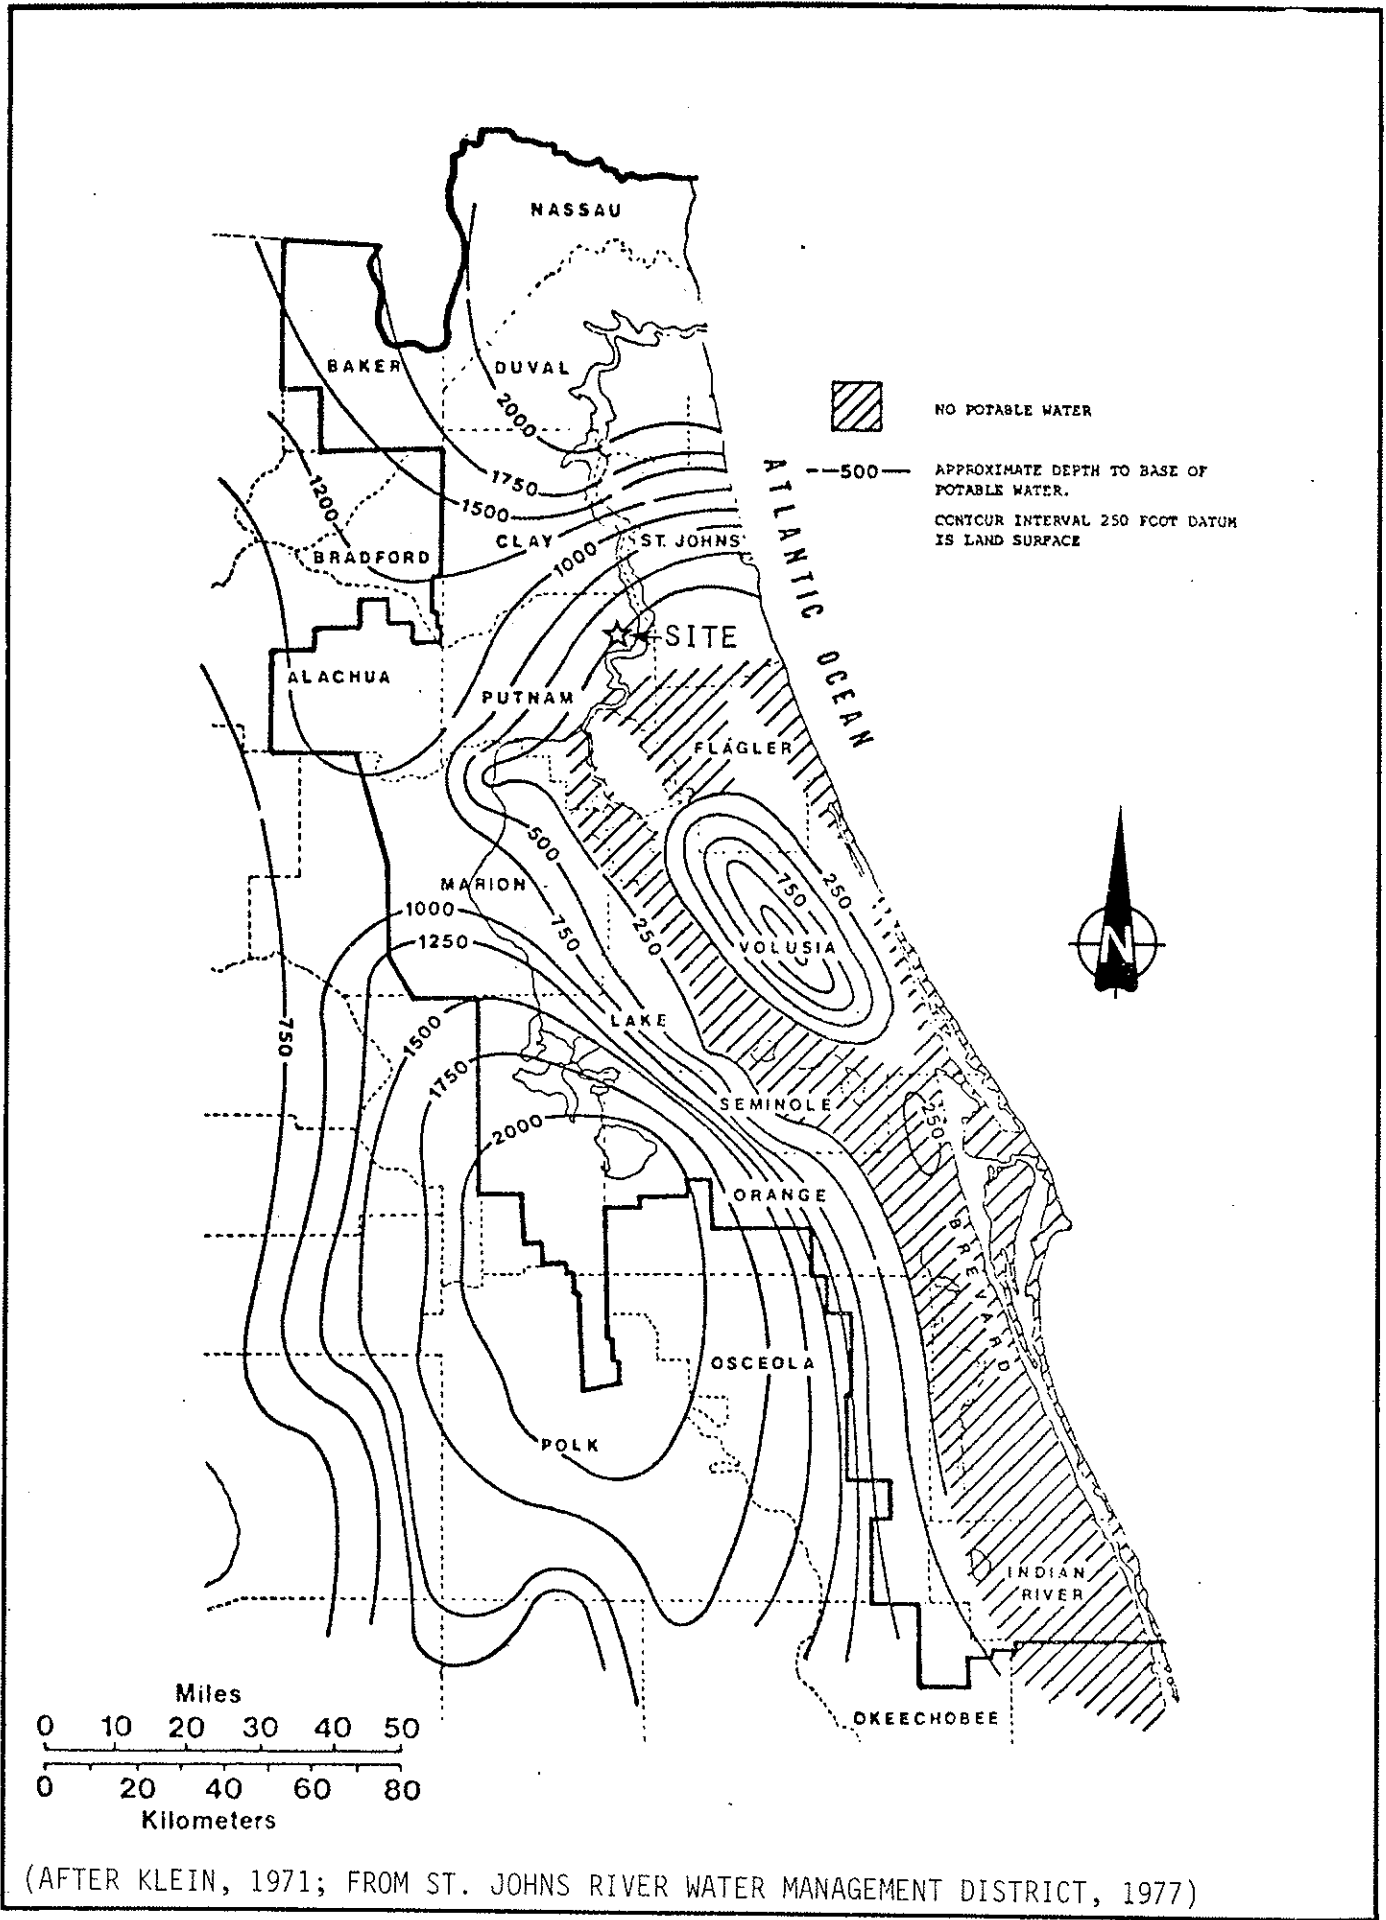 NASSAU
BAKER
DUVAL
2000
NO POTABLE WATER
1750
1500
500
APPROXIMATE DEPTH TO BASE OF
POTABLE WATER.
CONTOUR INTERVAL 250 FOOT DATUM
IS LAND SURFACE
1200
CLAY
ST. JOHNS
BRADFORD
1000
ATLANTIC OCEAN
SITE
ALACHUA
PUTNAM
FLAGLER
500
MARION
750
250
1000
750
250
1250
VOLUSIA
N
750
LAKE
1500
1750
SEMINOLE
250
2000
ORANGE
BREVARD
OSCEOLA
POLK
INDIAN
RIVER
OKEECHOBEE
Miles
0 10 20 30 40 50
0 20 40 60 80
Kilometers
(AFTER KLEIN, 1971; FROM ST. JOHNS RIVER WATER MANAGEMENT DISTRICT, 1977)